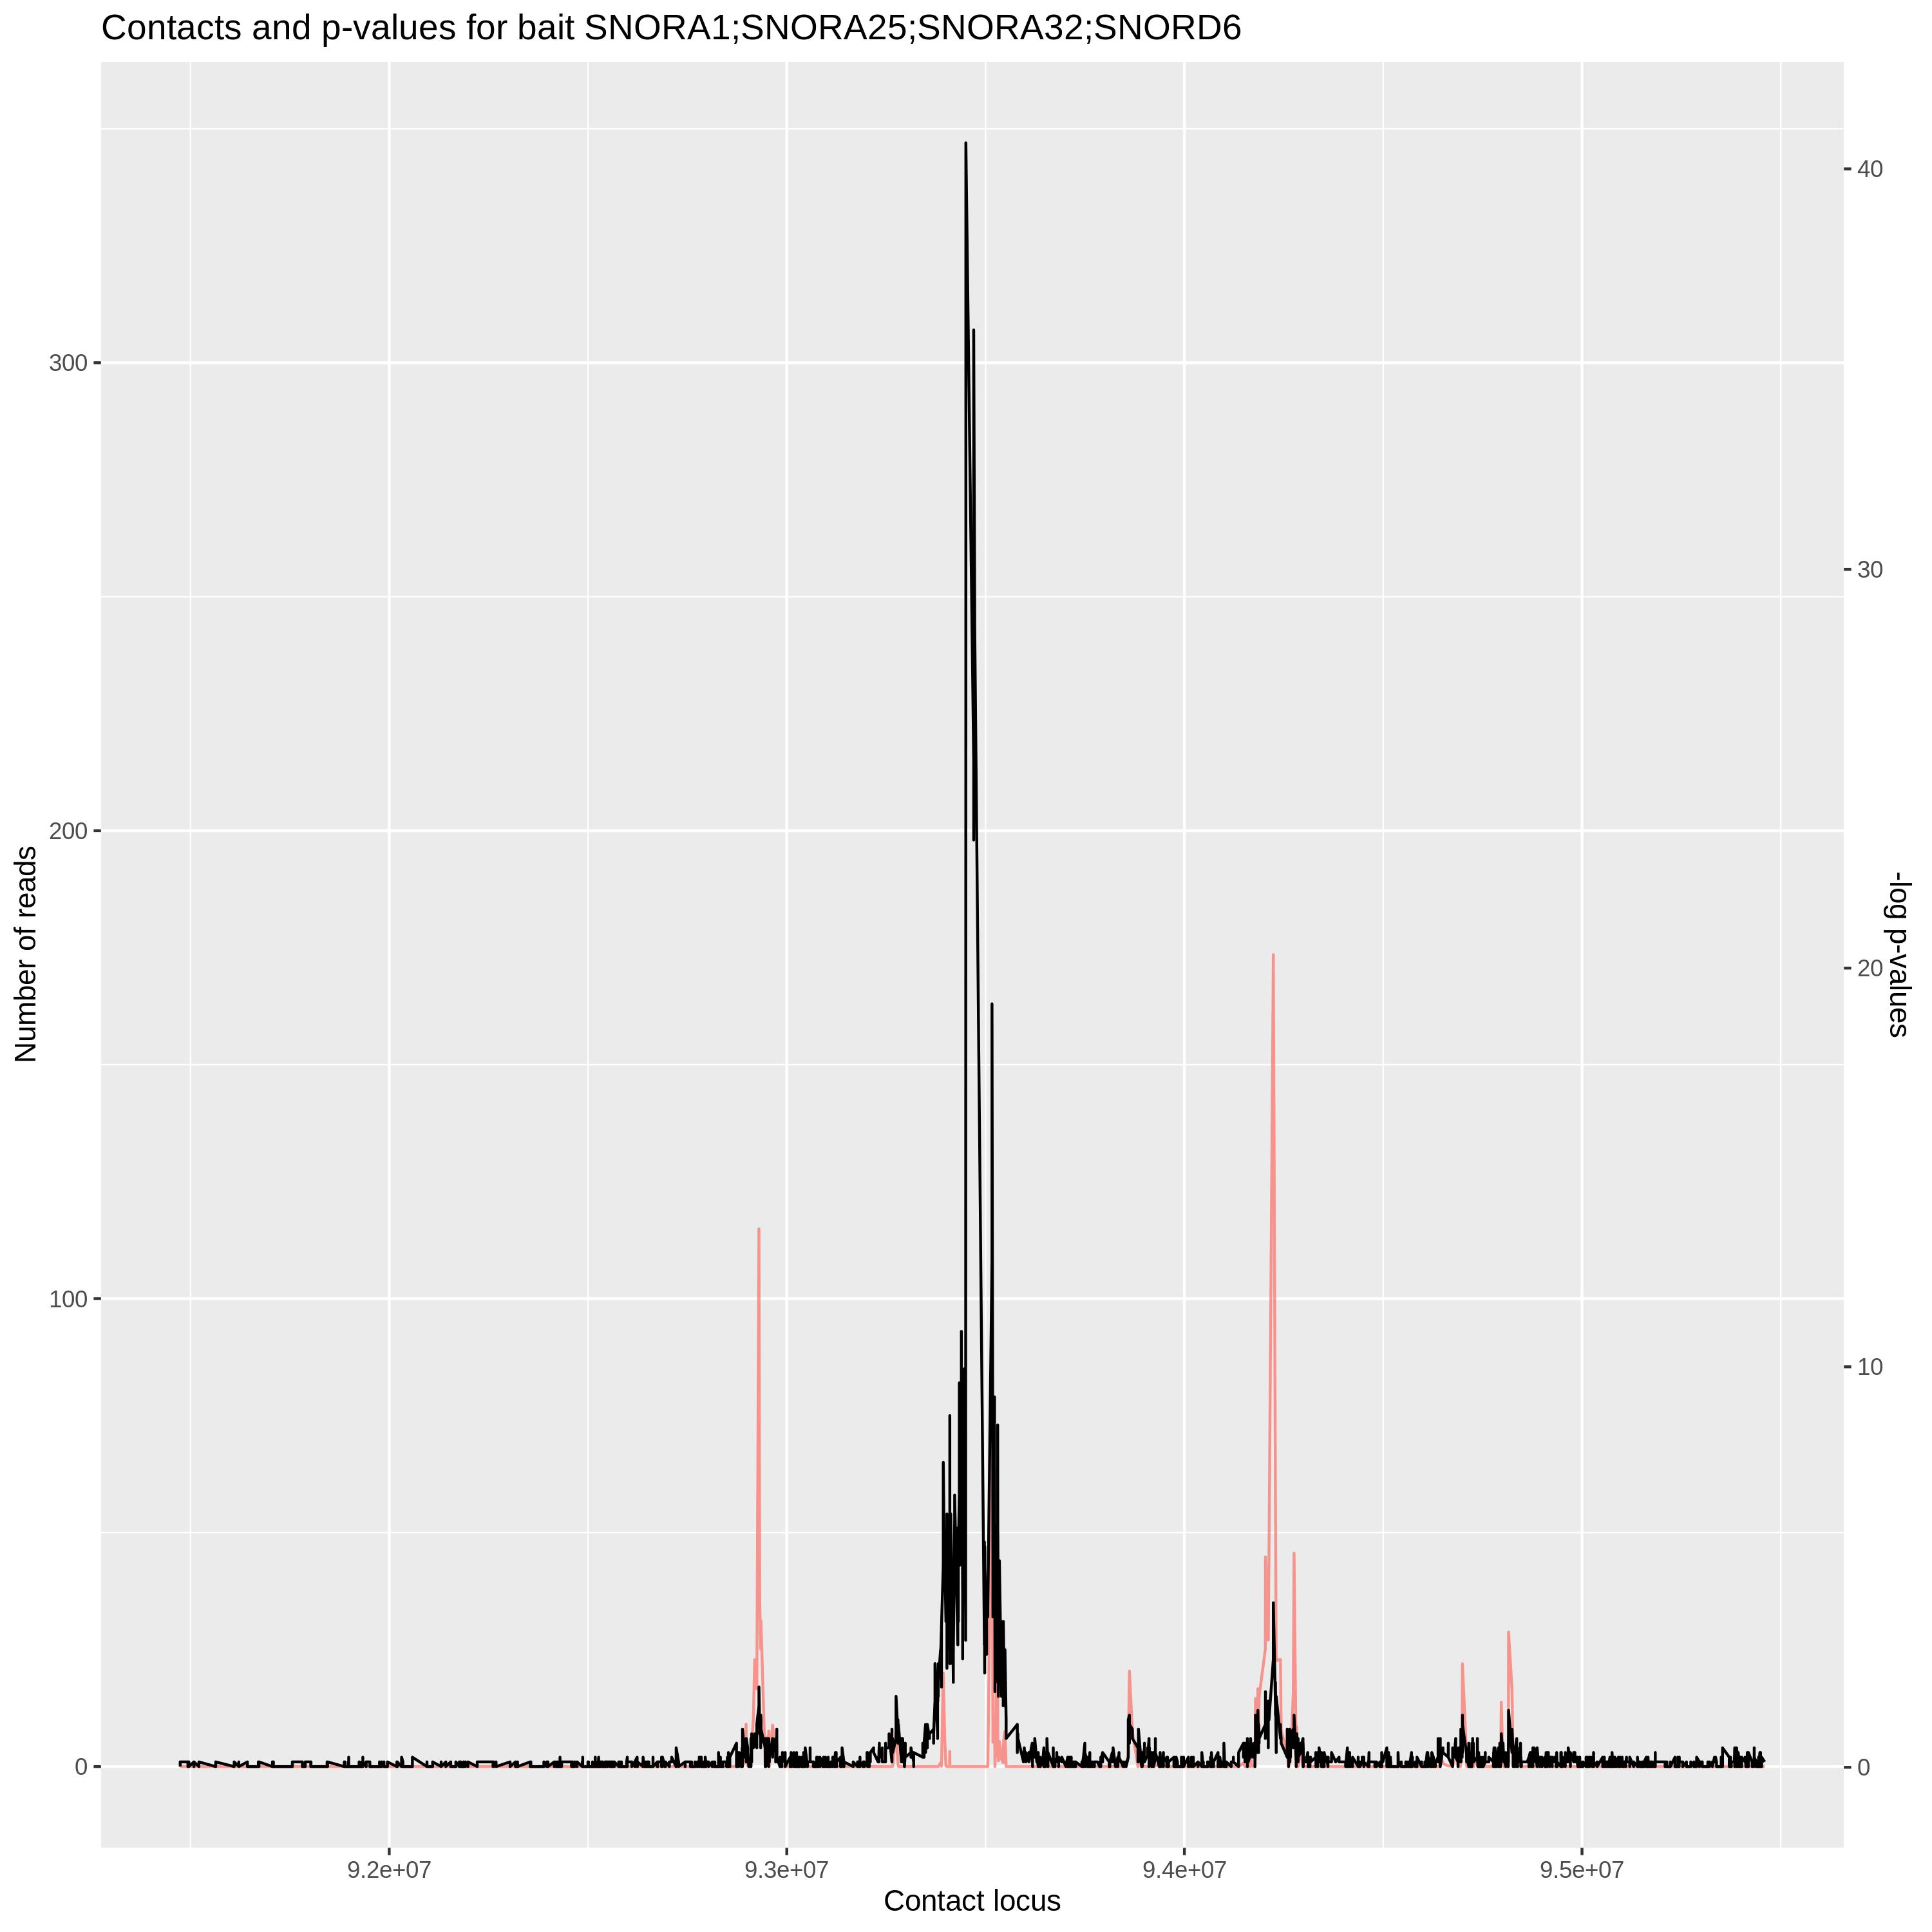 Contacts and p-values for bait SNORA1;SNORA25;SNORA32;SNORD6
Number of reads
300
200
100
0
40
30
20
10
0
-log p-values
9.2e+07 9.3e+07 9.4e+07 9.5e+07
Contact locus